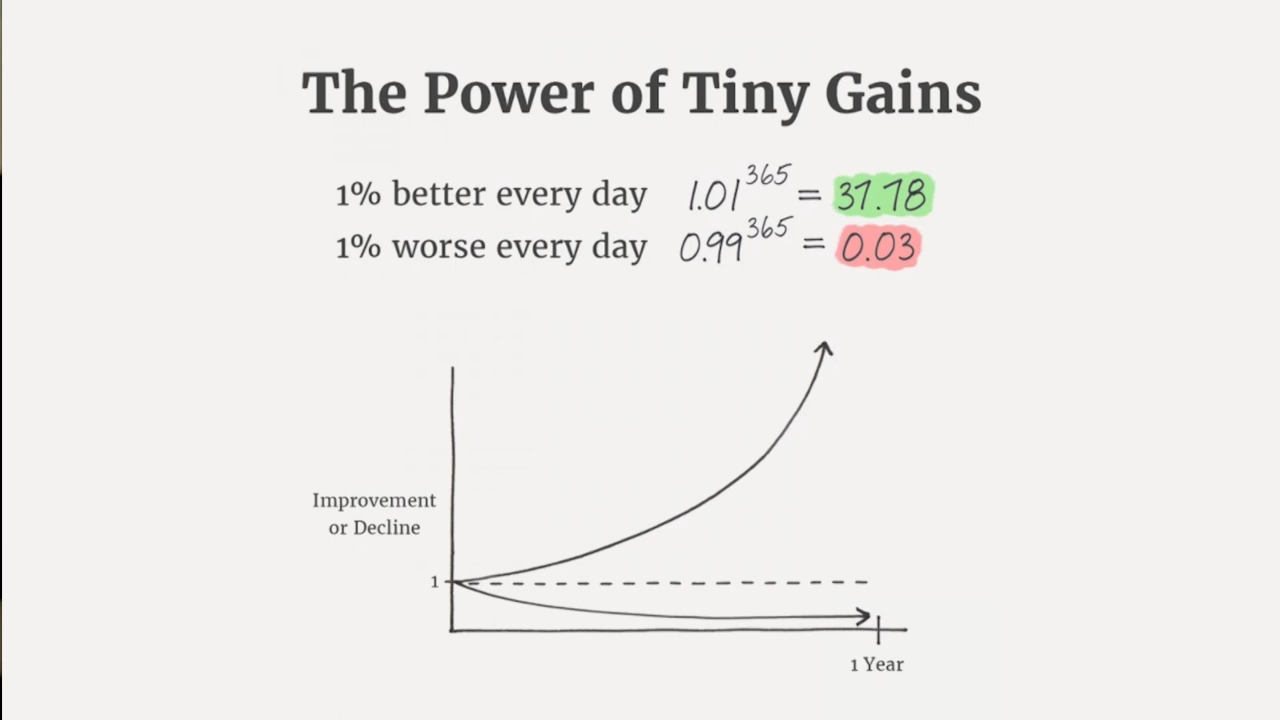 The Power of Tiny Gains
1% better every day 1.01^365 = 37.78
1% worse every day 0.99^365 = 0.03
Improvement
or Decline
1
1 Year